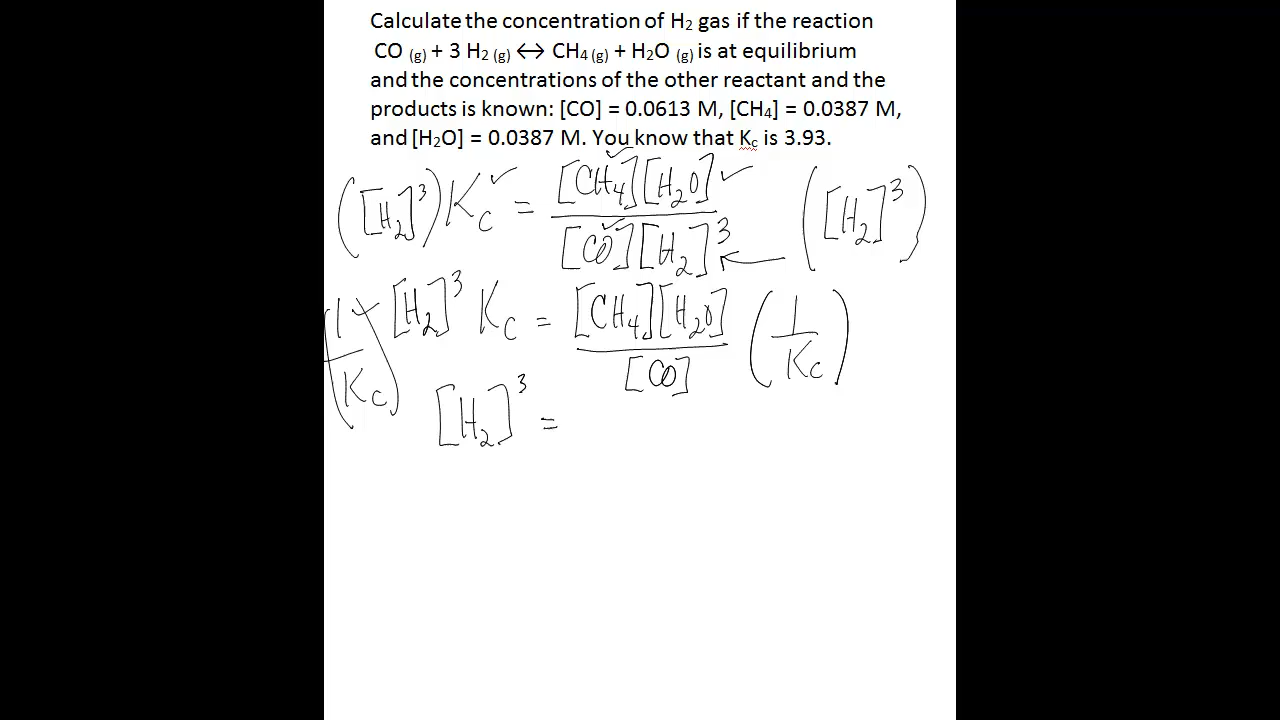 Calculate the concentration of H₂ gas if the reaction
CO (g) + 3 H₂ (g) ↔ CH₄ (g) + H₂O (g) is at equilibrium
and the concentrations of the other reactant and the
products is known: [CO] = 0.0613 M, [CH₄] = 0.0387 M,
and [H₂O] = 0.0387 M. You know that Kc is 3.93.
([H₂]³) Kc = [CH₄][H₂O] / [CO][H₂]³ ([H₂]³)
(1/Kc) [H₂]³ Kc = [CH₄][H₂O] / [CO] (1/Kc)
[H₂]³ =